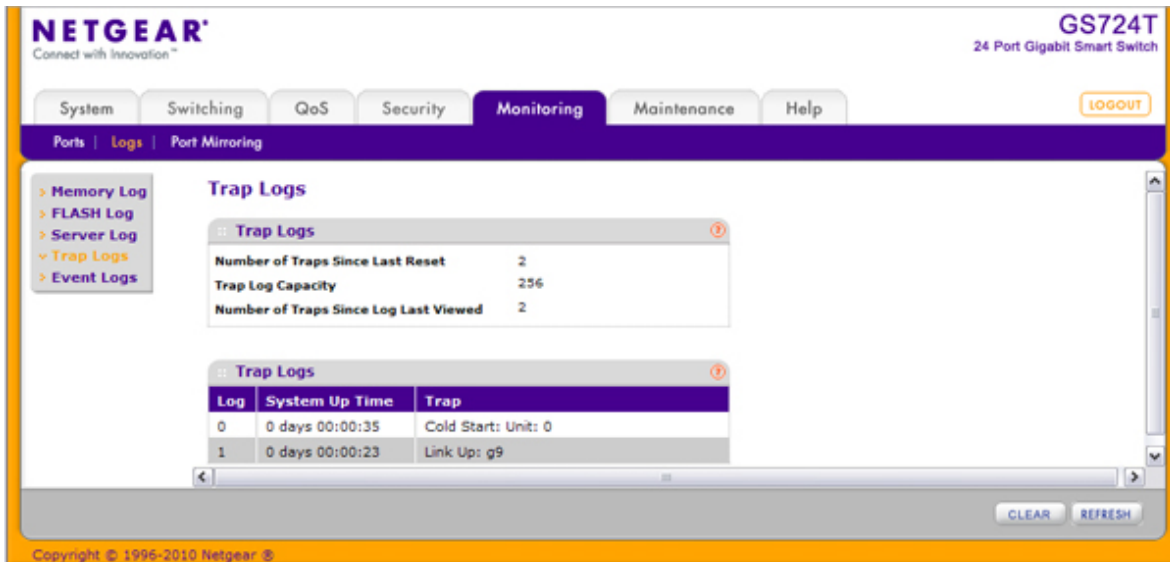 NETGEAR®
Connect with Innovation™
GS724T
24 Port Gigabit Smart Switch
System Switching QoS Security Monitoring Maintenance Help LOGOUT
Ports | Logs | Port Mirroring
Memory Log
FLASH Log
Server Log
Trap Logs
Event Logs
Trap Logs
Trap Logs ?
Number of Traps Since Last Reset 2
Trap Log Capacity 256
Number of Traps Since Log Last Viewed 2
Trap Logs ?
Log System Up Time Trap
0 0 days 00:00:35 Cold Start: Unit: 0
1 0 days 00:00:23 Link Up: g9
CLEAR REFRESH
Copyright © 1996-2010 Netgear ®